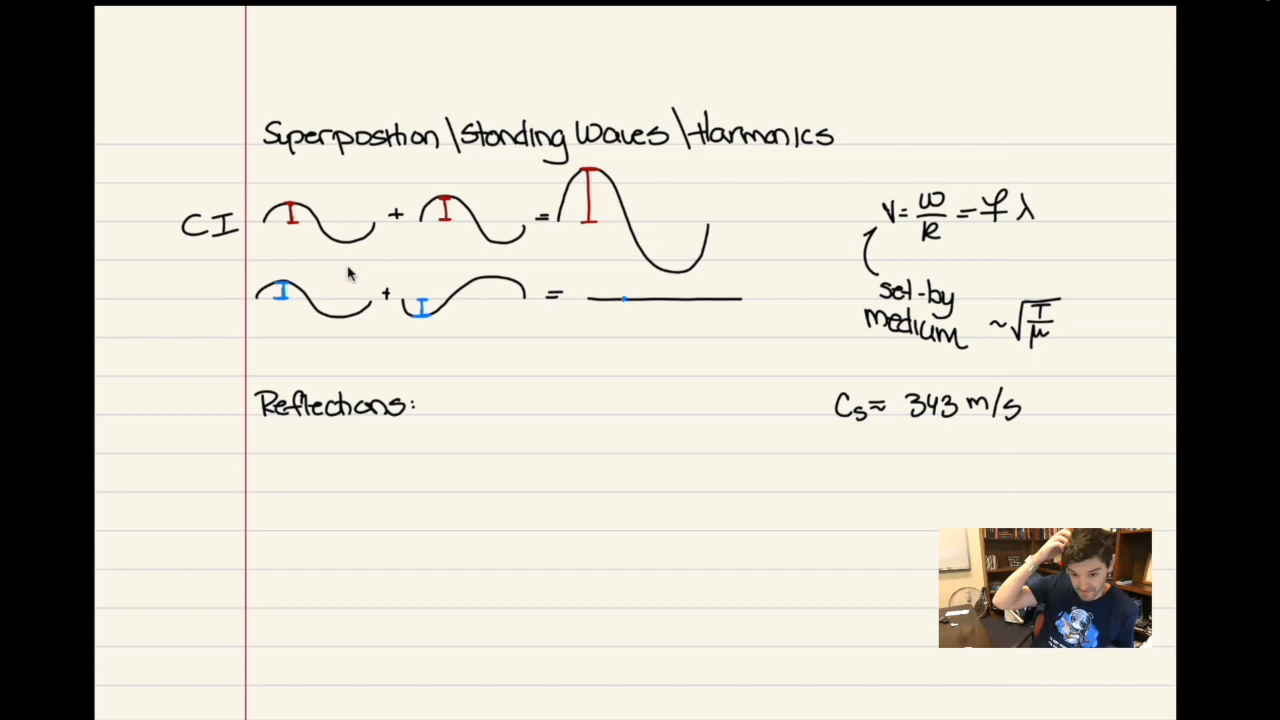 Superposition\Standing Waves\Harmonics
CI + =
V = ω/k = f λ
+ =
set-by
medium ~√T/μ
Reflections:
Cs ≈ 343 m/s